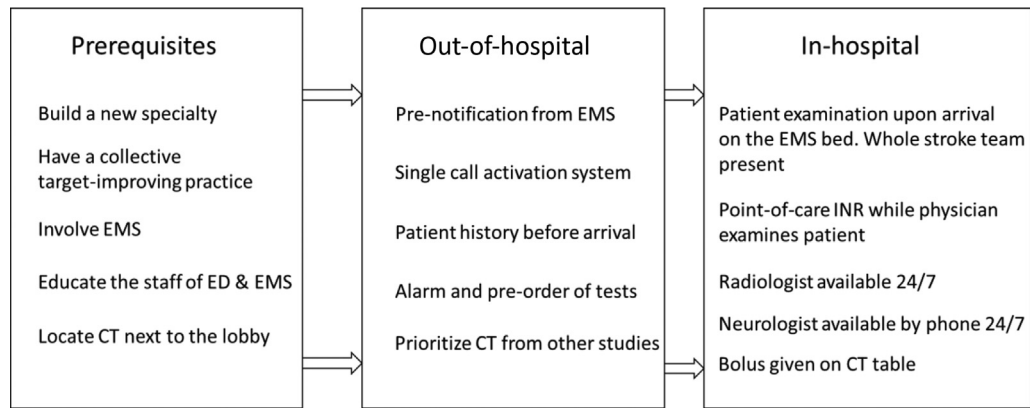 Prerequisites
Build a new specialty
Have a collective
target-improving practice
Involve EMS
Educate the staff of ED & EMS
Locate CT next to the lobby
Out-of-hospital
Pre-notification from EMS
Single call activation system
Patient history before arrival
Alarm and pre-order of tests
Prioritize CT from other studies
In-hospital
Patient examination upon arrival
on the EMS bed. Whole stroke team
present
Point-of-care INR while physician
examines patient
Radiologist available 24/7
Neurologist available by phone 24/7
Bolus given on CT table